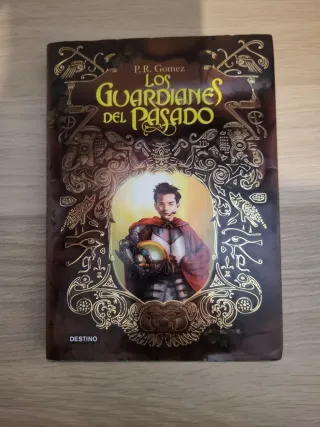 P. R. Gomez
LOS
GUARDIANES
DEL PASADO
DESTINO